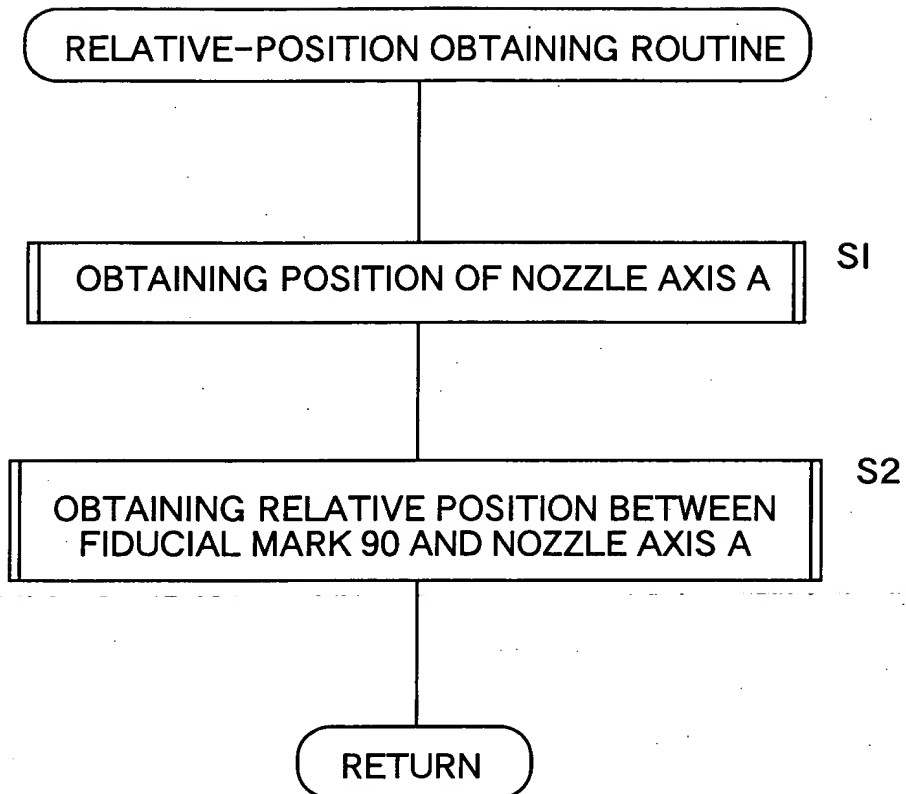 RELATIVE-POSITION OBTAINING ROUTINE
OBTAINING POSITION OF NOZZLE AXIS A
S1
OBTAINING RELATIVE POSITION BETWEEN
FIDUCIAL MARK 90 AND NOZZLE AXIS A
S2
RETURN